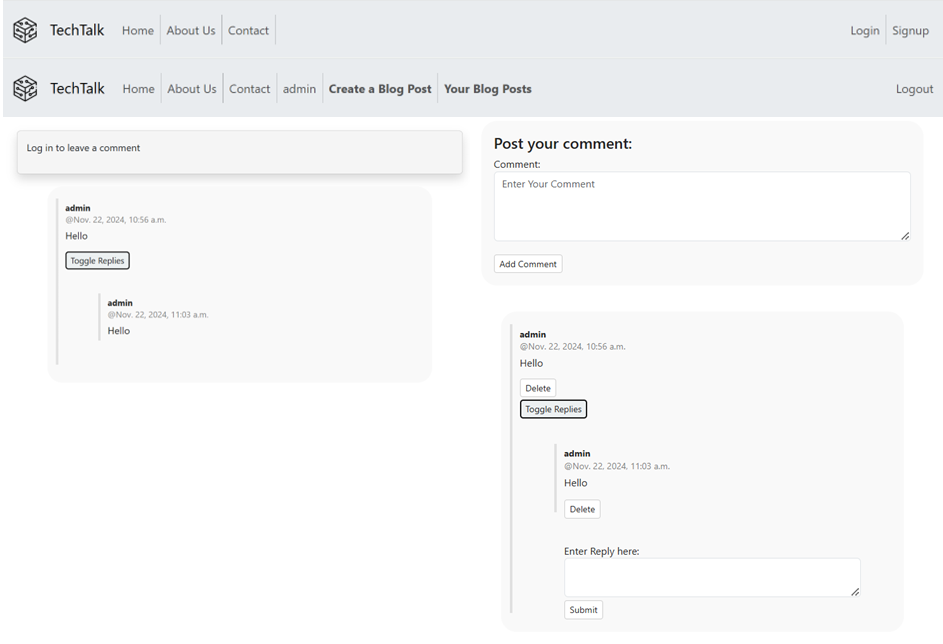 TechTalk Home About Us Contact Login Signup
TechTalk Home About Us Contact admin Create a Blog Post Your Blog Posts Logout
Log in to leave a comment
admin
@Nov. 22, 2024, 10:56 a.m.
Hello
Toggle Replies
admin
@Nov. 22, 2024, 11:03 a.m.
Hello
Post your comment:
Comment:
Enter Your Comment
Add Comment
admin
@Nov. 22, 2024, 10:56 a.m.
Hello
Delete
Toggle Replies
admin
@Nov. 22, 2024, 11:03 a.m.
Hello
Delete
Enter Reply here:
Submit